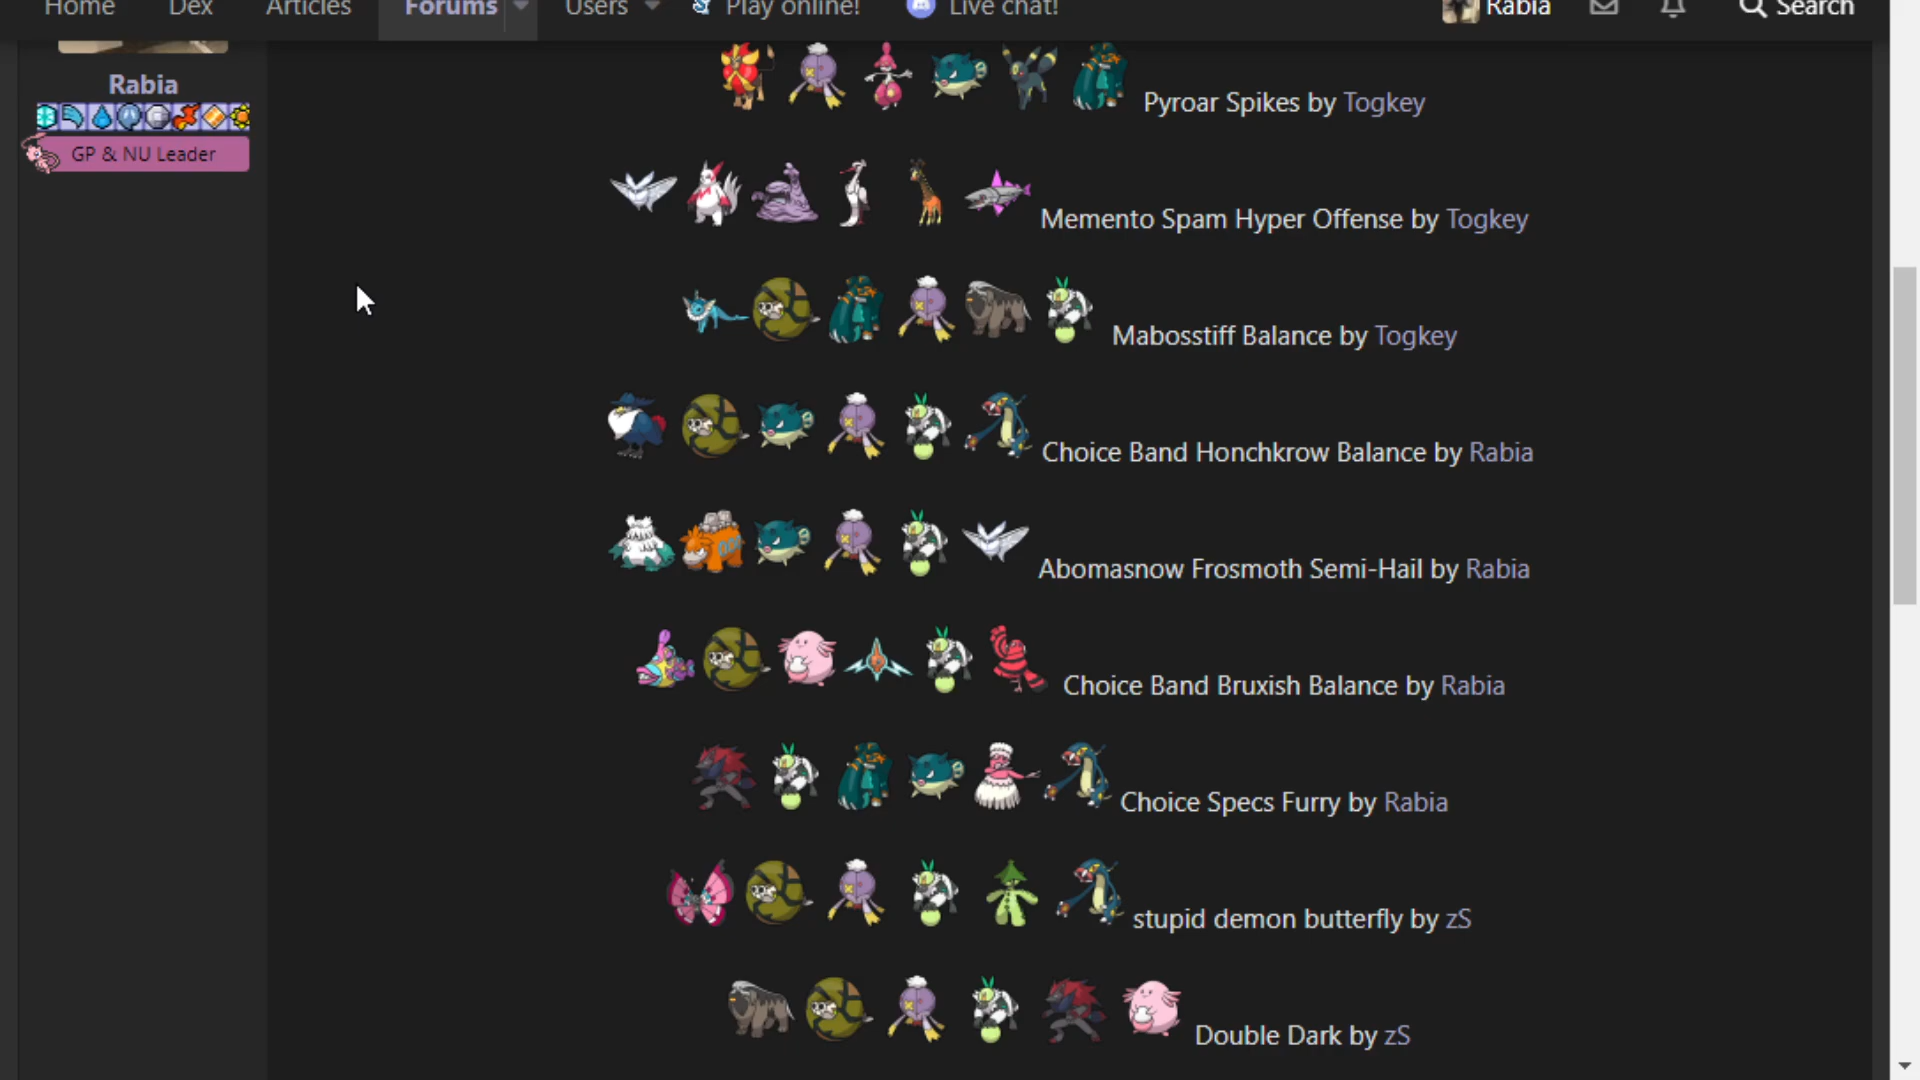 Home Dex Articles Forums Users Play online! Live chat! Rabia Search
Rabia
GP & NU Leader
Pyroar Spikes by Togkey
Memento Spam Hyper Offense by Togkey
Mabosstiff Balance by Togkey
Choice Band Honchkrow Balance by Rabia
Abomasnow Frosmoth Semi-Hail by Rabia
Choice Band Bruxish Balance by Rabia
Choice Specs Furry by Rabia
stupid demon butterfly by zS
Double Dark by zS